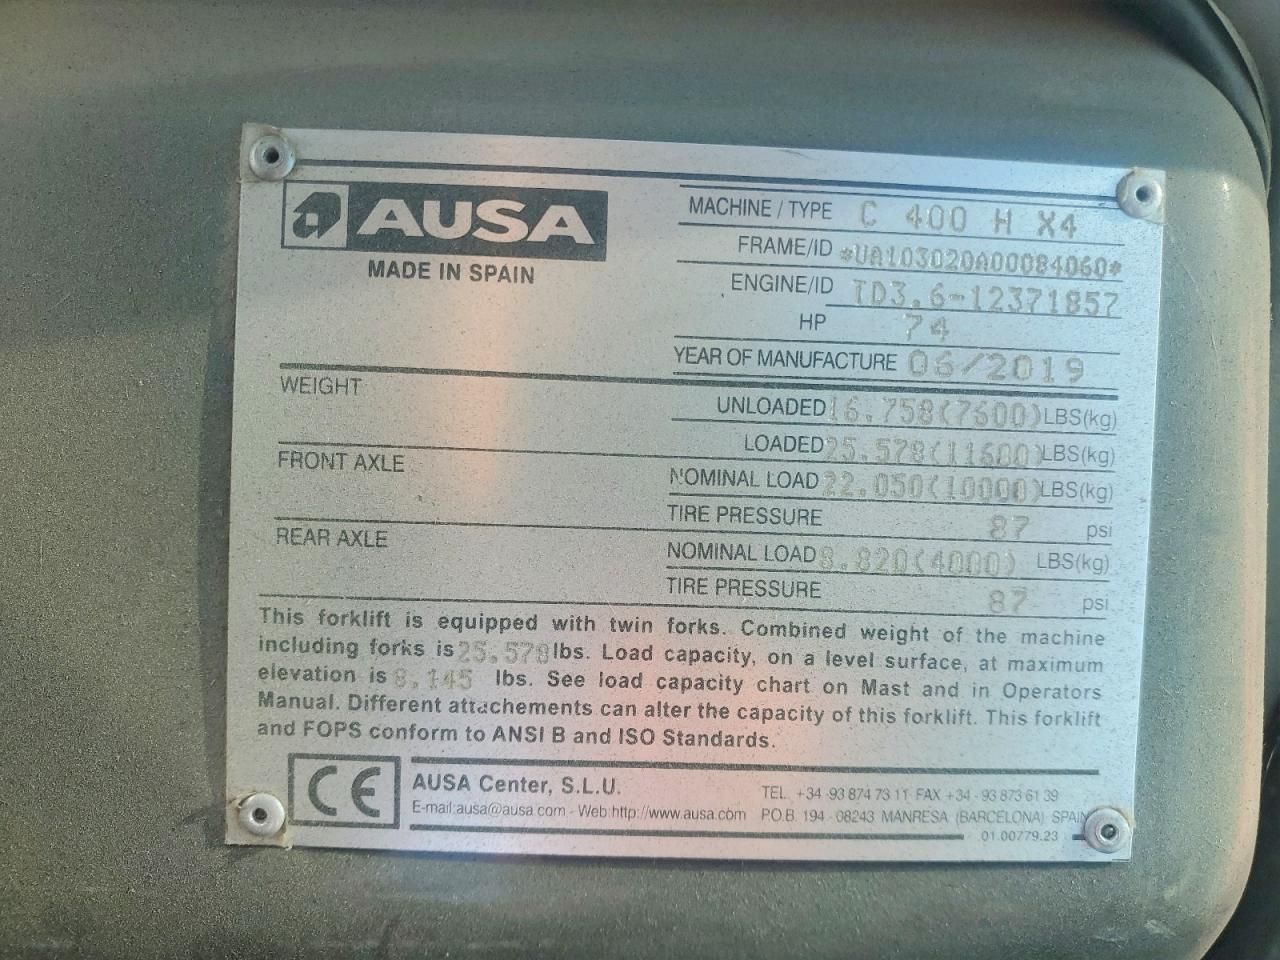 AUSA
MADE IN SPAIN
MACHINE / TYPE C 400 H X4
FRAME/ID *UA103020A00084060*
ENGINE/ID TD3.6-12371857
HP 74
YEAR OF MANUFACTURE 06/2019
WEIGHT
UNLOADED 16.758(7600) LBS(kg)
LOADED 25.578(11600) LBS(kg)
FRONT AXLE
NOMINAL LOAD 22.050(10000) LBS(kg)
TIRE PRESSURE 87 psi
REAR AXLE
NOMINAL LOAD 8.820(4000) LBS(kg)
TIRE PRESSURE 87 psi
This forklift is equipped with twin forks. Combined weight of the machine
including forks is 25.578 lbs. Load capacity, on a level surface, at maximum
elevation is 8.145 lbs. See load capacity chart on Mast and in Operators
Manual. Different attachements can alter the capacity of this forklift. This forklift
and FOPS conform to ANSI B and ISO Standards.
CE
AUSA Center, S.L.U.
E-mail:ausa@ausa.com - Web:http://www.ausa.com
TEL. +34 -93 874 73 11 FAX +34 - 93 873 61 39
P.O.B. 194 - 08243 MANRESA (BARCELONA) SPAIN
01.00779.23